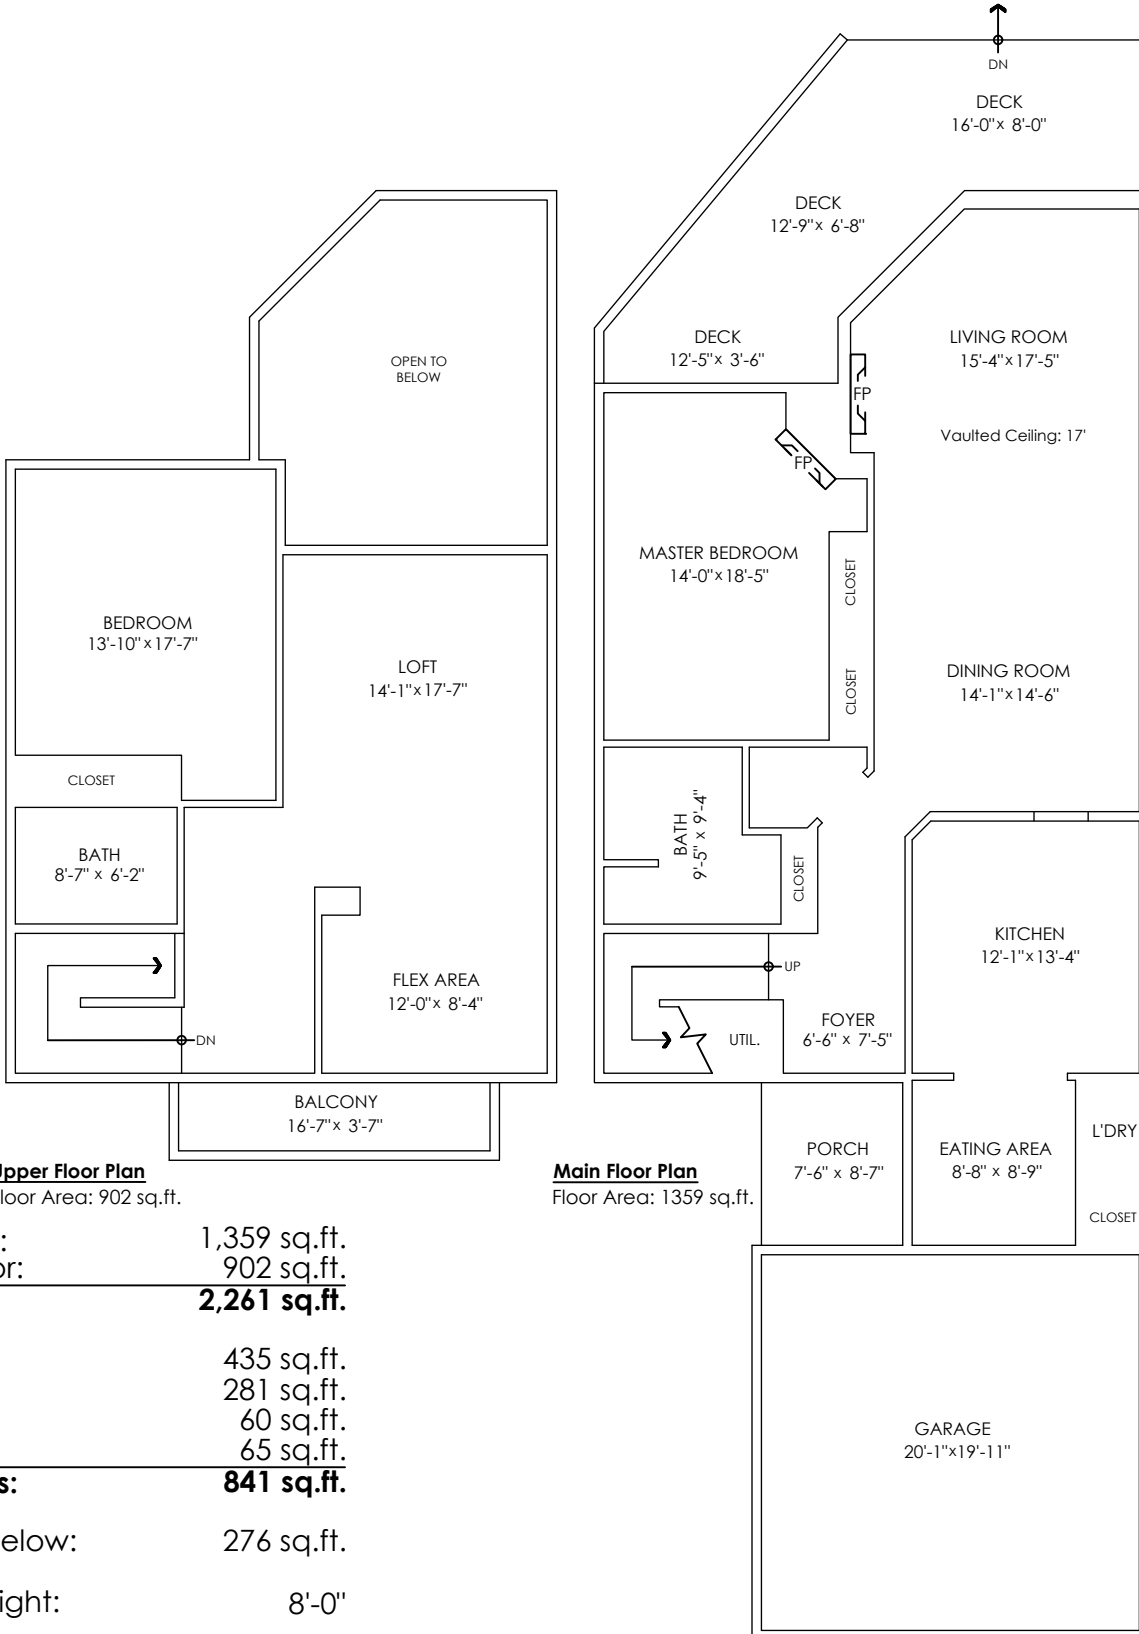 DN
DECK
16'-0"x 8'-0"
DECK
12'-9"x 6'-8"
DECK
12'-5"x 3'-6"
LIVING ROOM
15'-4"x17'-5"
FP
Vaulted Ceiling: 17'
FP
MASTER BEDROOM
14'-0"x18'-5"
CLOSET
CLOSET
DINING ROOM
14'-1"x14'-6"
BATH
9'-5" x 9'-4"
CLOSET
KITCHEN
12'-1"x13'-4"
UP
FOYER
6'-6" x 7'-5"
UTIL.
PORCH
7'-6" x 8'-7"
EATING AREA
8'-8" x 8'-9"
L'DRY
CLOSET
GARAGE
20'-1"x19'-11"
Main Floor Plan
Floor Area: 1359 sq.ft.
OPEN TO
BELOW
BEDROOM
13'-10"x17'-7"
LOFT
14'-1"x17'-7"
CLOSET
BATH
8'-7" x 6'-2"
FLEX AREA
12'-0"x 8'-4"
DN
BALCONY
16'-7"x 3'-7"
Upper Floor Plan
loor Area: 902 sq.ft.
: 1,359 sq.ft.
or: 902 sq.ft.
2,261 sq.ft.
435 sq.ft.
281 sq.ft.
60 sq.ft.
65 sq.ft.
s: 841 sq.ft.
elow: 276 sq.ft.
ight: 8'-0"